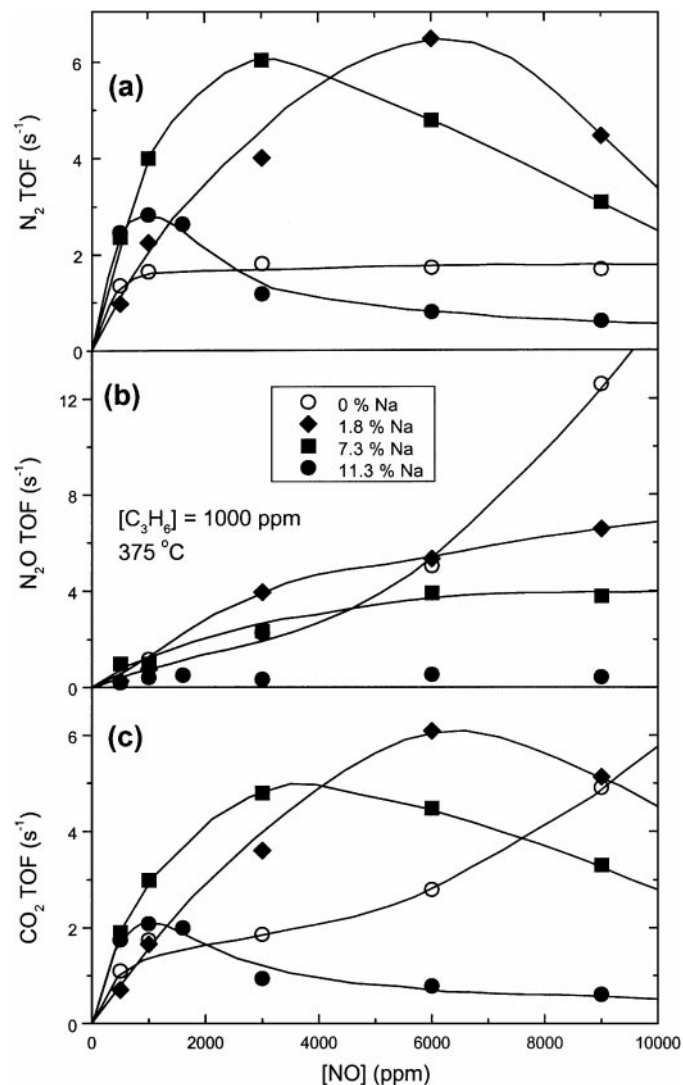 (a)
N₂ TOF (s⁻¹)
6
4
2
0
(b)
N₂O TOF (s⁻¹)
12
8
4
0
0 % Na
1.8 % Na
7.3 % Na
11.3 % Na
[C₃H₆] = 1000 ppm
375 °C
(c)
CO₂ TOF (s⁻¹)
6
4
2
0
0 2000 4000 6000 8000 10000
[NO] (ppm)